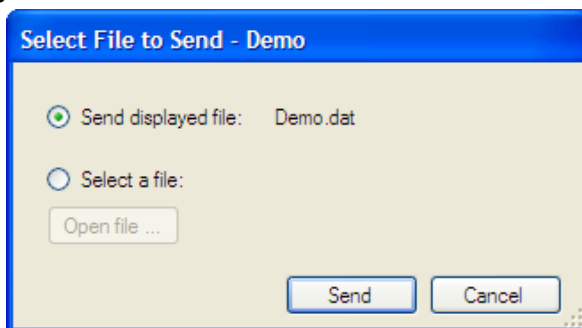 Select File to Send - Demo
Send displayed file: Demo.dat
Select a file:
Open file ...
Send Cancel